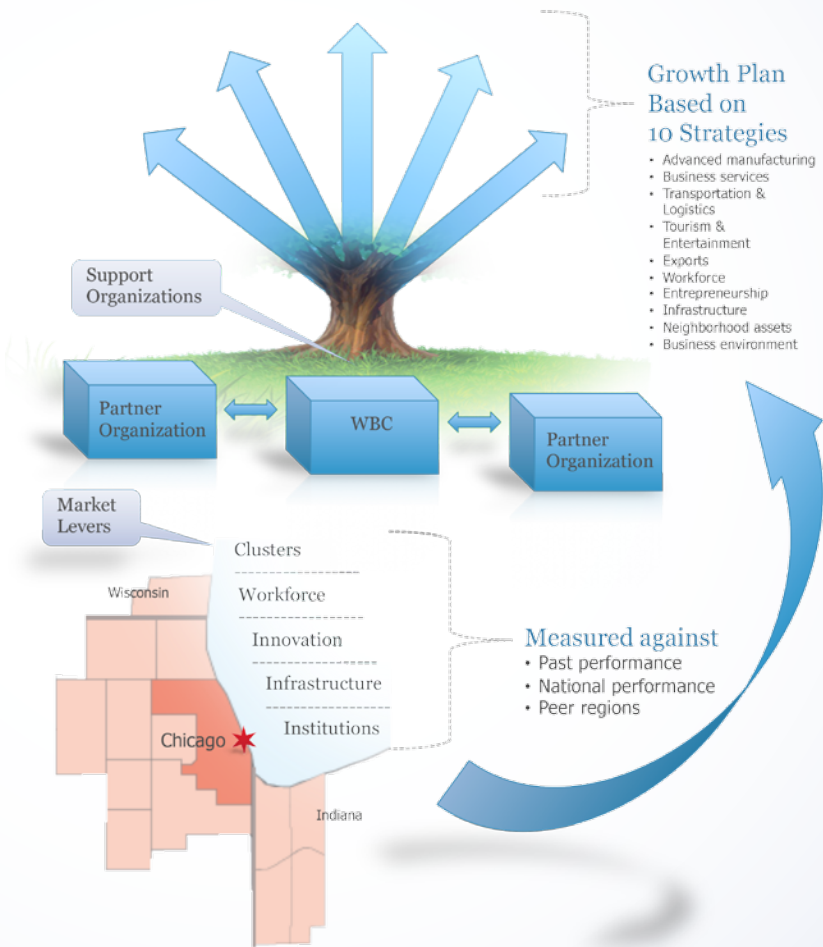 Growth Plan
Based on
10 Strategies
• Advanced manufacturing
• Business services
• Transportation &
Logistics
• Tourism &
Entertainment
• Exports
• Workforce
• Entrepreneurship
• Infrastructure
• Neighborhood assets
• Business environment
Support
Organizations
Partner
Organization
WBC
Partner
Organization
Market
Levers
Clusters
Workforce
Innovation
Infrastructure
Institutions
Wisconsin
Chicago
Indiana
Measured against
• Past performance
• National performance
• Peer regions